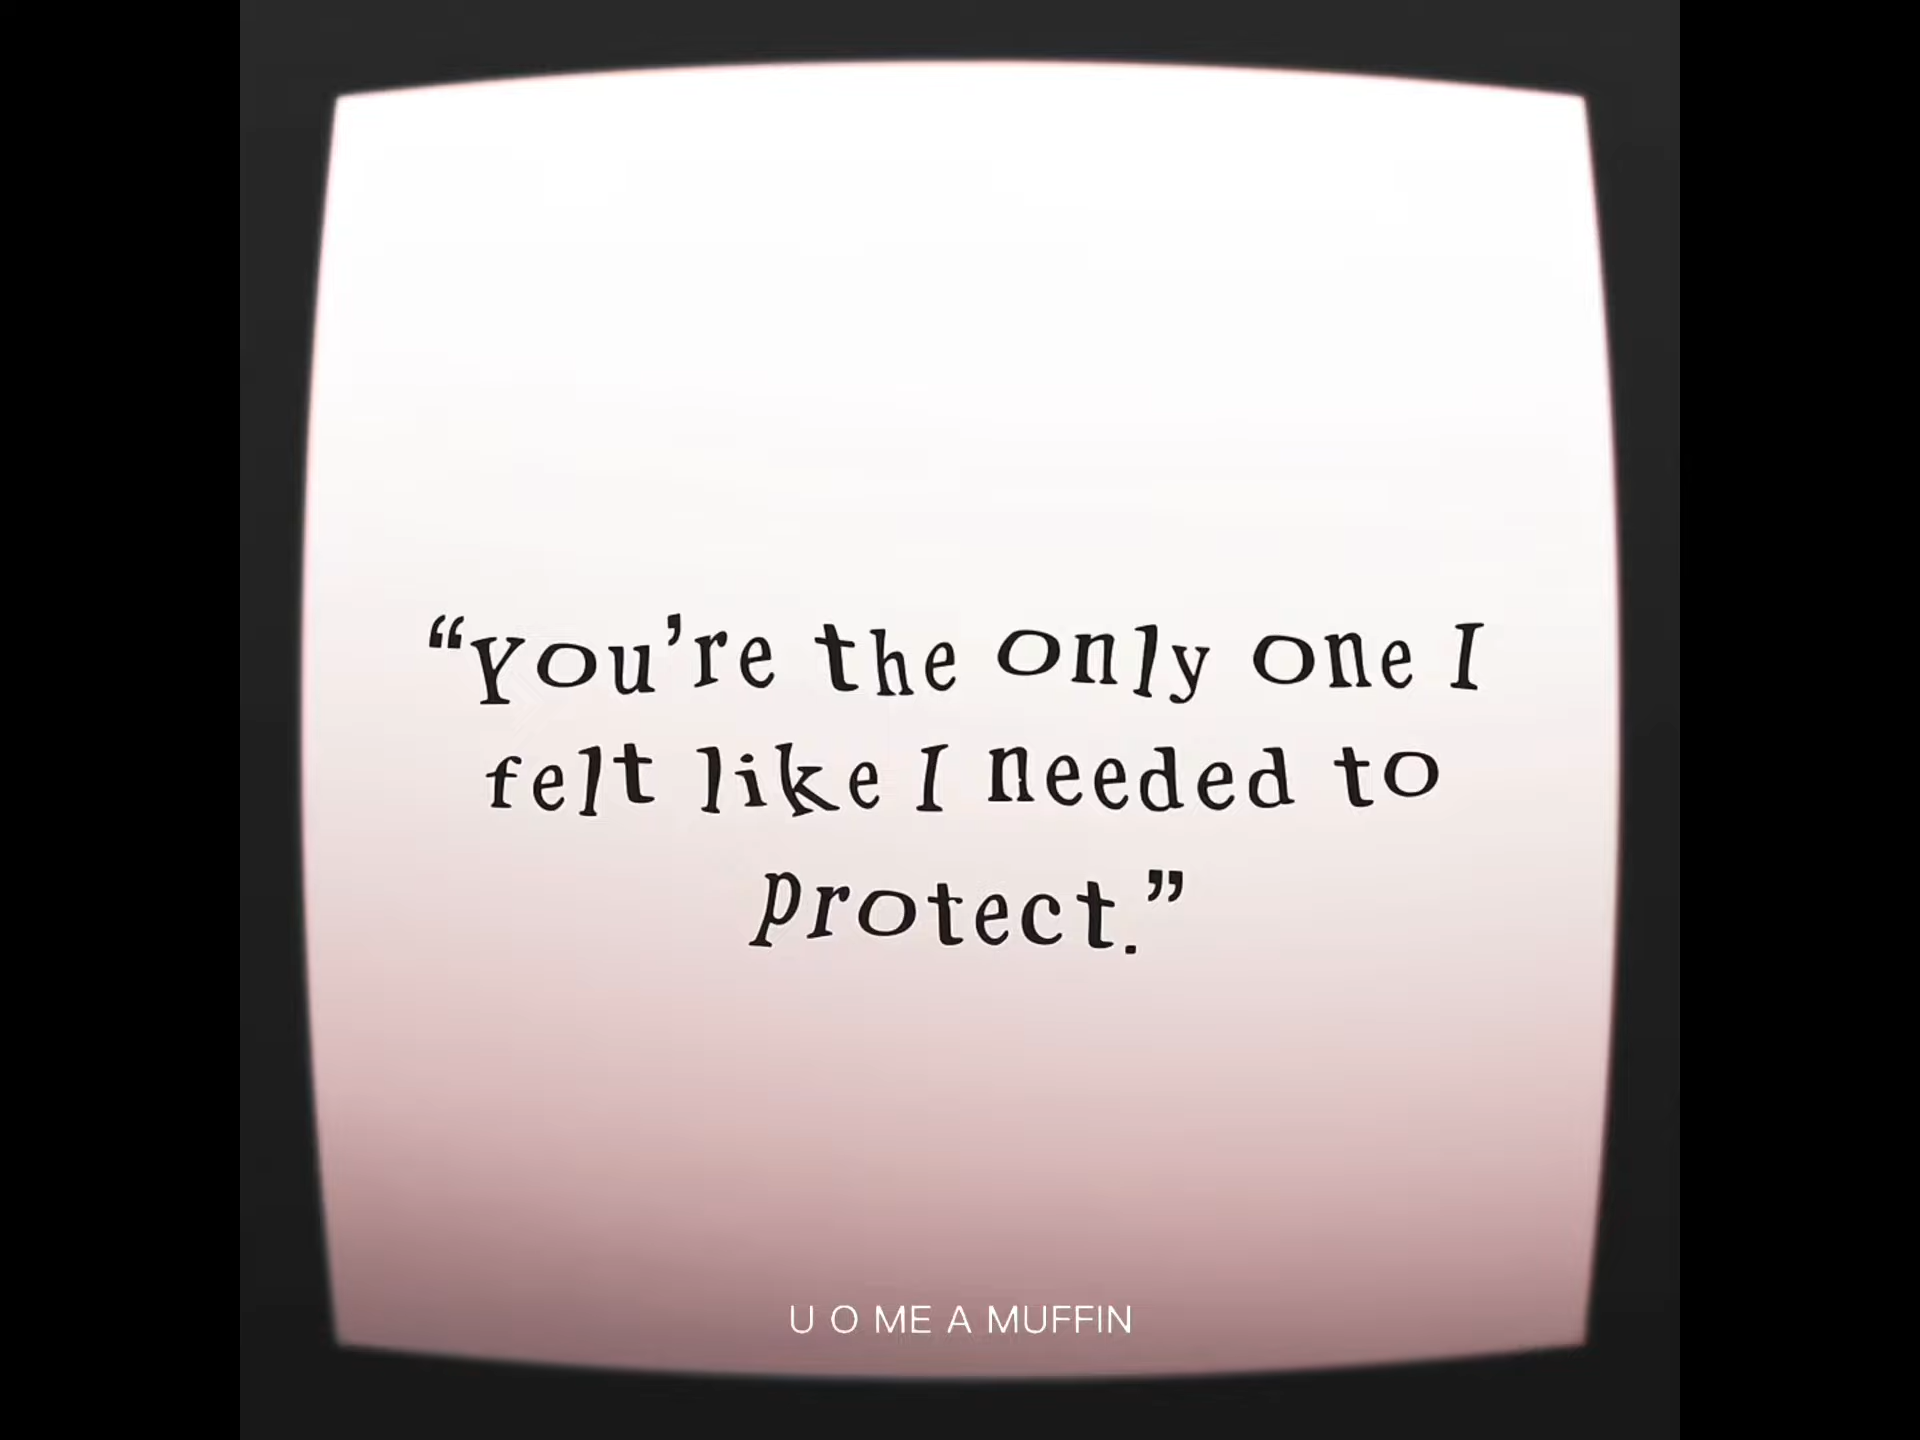 “You’re the only one I
felt like I needed to
protect.”
U O ME A MUFFIN